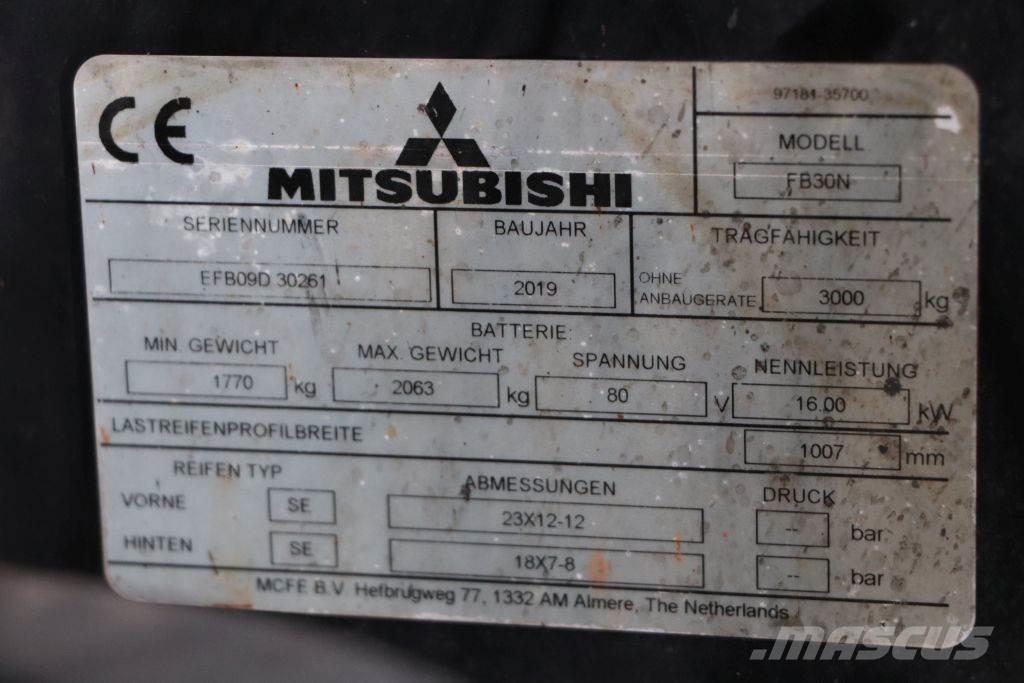 CE
MITSUBISHI
97181-35700
MODELL
FB30N
SERIENNUMMER
EFB09D 30261
BAUJAHR
2019
TRAGFÄHIGKEIT
OHNE
ANBAUGERÄTE 3000 kg
BATTERIE:
MIN. GEWICHT MAX. GEWICHT SPANNUNG NENNLEISTUNG
1770 kg 2063 kg 80 V 16.00 kW
LASTREIFENPROFILBREITE 1007 mm
REIFEN TYP ABMESSUNGEN DRUCK
VORNE SE 23X12-12 -- bar
HINTEN SE 18X7-8 -- bar
MCFE B.V. Hefbrugweg 77, 1332 AM Almere, The Netherlands
MASCUS